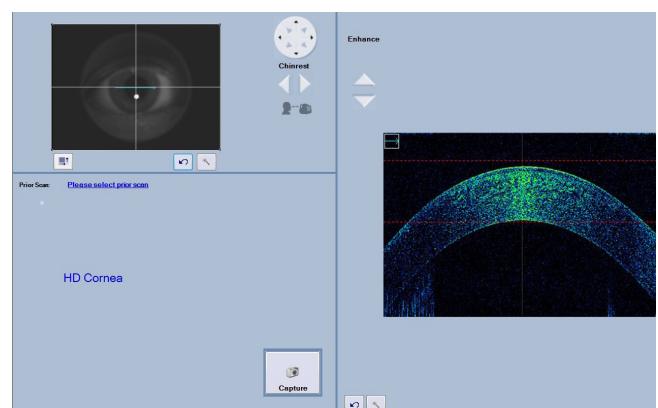 Chinrest
Enhance
Prior Scan: Please select prior scan
HD Cornea
Capture